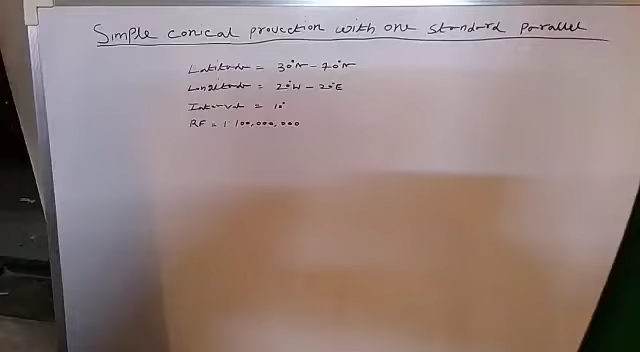 Simple conical provection with one standard parallel
Latitude = 30°N - 70°N
Longitude = 20°W - 20°E
Interval = 10°
RF = 1:100,000,000